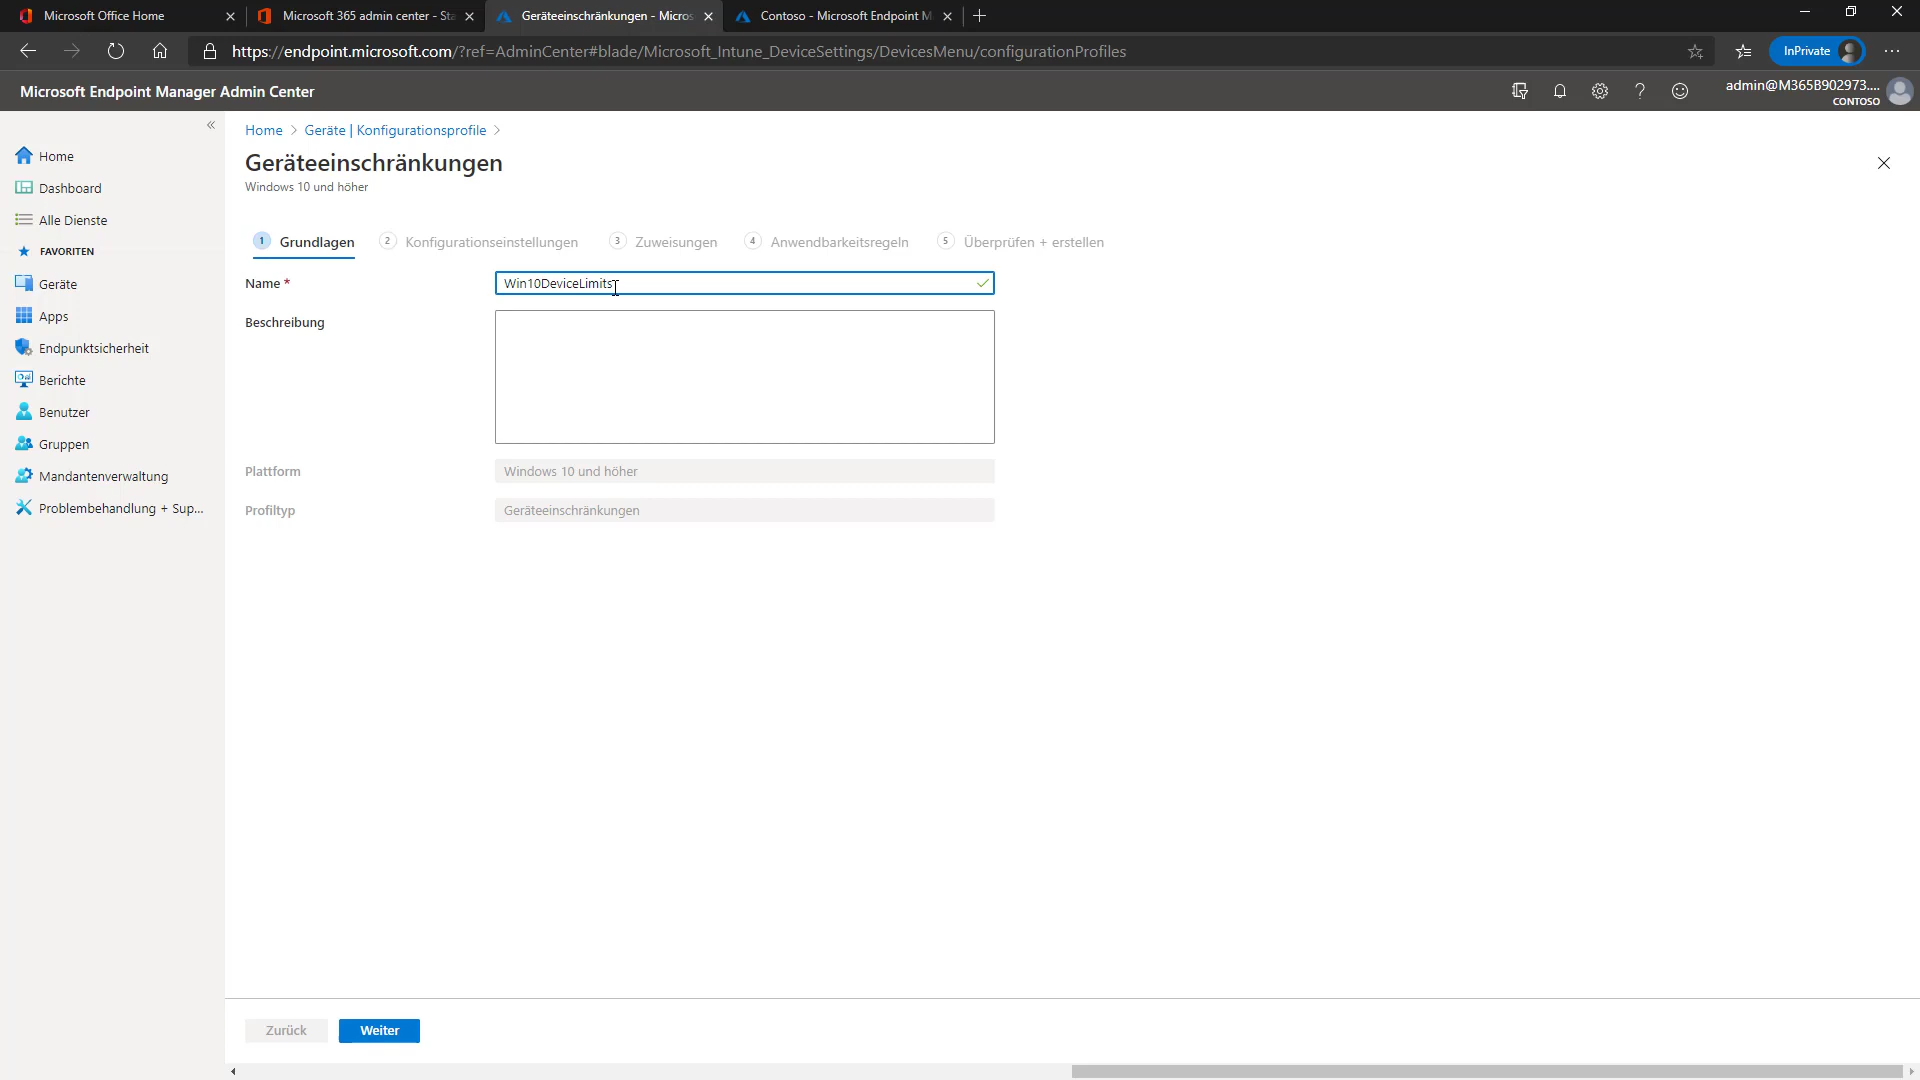 Microsoft Office Home
Microsoft 365 admin center - Sta
Geräteeinschränkungen - Micros
Contoso - Microsoft Endpoint M
https://endpoint.microsoft.com/?ref=AdminCenter#blade/Microsoft_Intune_DeviceSettings/DevicesMenu/configurationProfiles
InPrivate
Microsoft Endpoint Manager Admin Center
admin@M365B902973....
CONTOSO
Home > Geräte | Konfigurationsprofile >
Geräteeinschränkungen
Windows 10 und höher
Home
Dashboard
Alle Dienste
FAVORITEN
Geräte
Apps
Endpunktsicherheit
Berichte
Benutzer
Gruppen
Mandantenverwaltung
Problembehandlung + Sup...
1 Grundlagen
2 Konfigurationseinstellungen
3 Zuweisungen
4 Anwendbarkeitsregeln
5 Überprüfen + erstellen
Name *
Win10DeviceLimits
Beschreibung
Plattform
Windows 10 und höher
Profiltyp
Geräteeinschränkungen
Zurück
Weiter